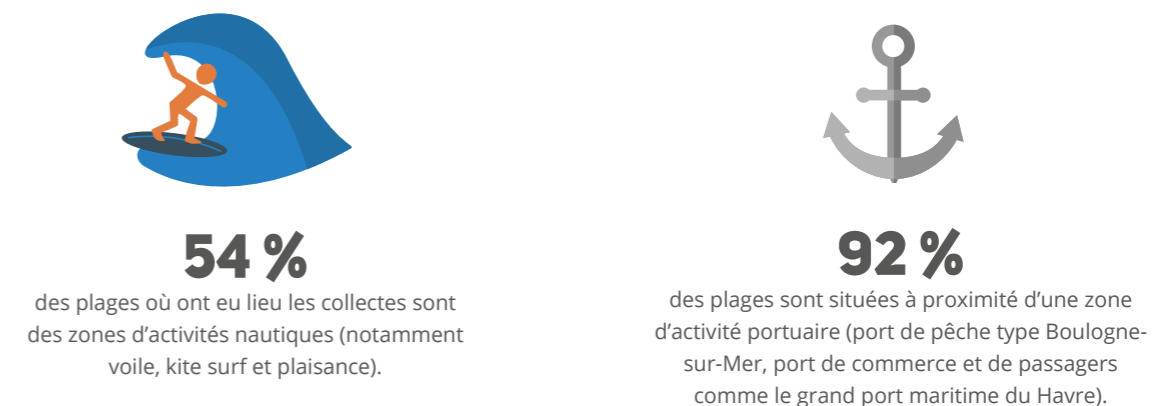 54 %
des plages où ont eu lieu les collectes sont
des zones d'activités nautiques (notamment
voile, kite surf et plaisance).
92 %
des plages sont situées à proximité d'une zone
d'activité portuaire (port de pêche type Boulogne-
sur-Mer, port de commerce et de passagers
comme le grand port maritime du Havre).